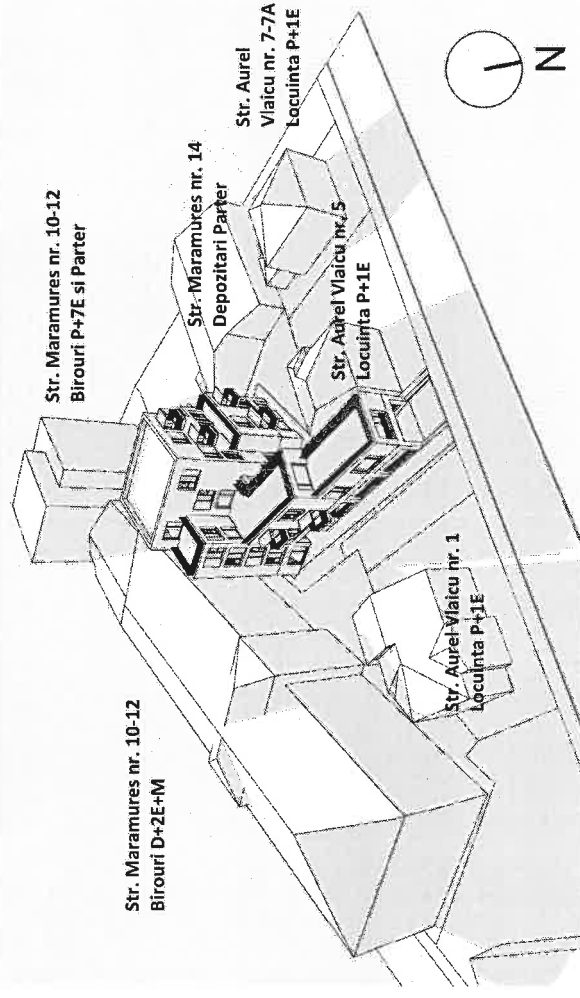 Str. Maramures nr. 10-12
Birouri P+7E si Parter
Str. Maramures nr. 14
Depozitari Parter
Str. Aurel
Vlaicu nr. 7-7A
Locuinta P+1E
Str. Aurel Vlaicu nr. 5
Locuinta P+1E
Str. Maramures nr. 10-12
Birouri D+2E+M
Str. Aurel Vlaicu nr. 1
Locuinta P+1E
N